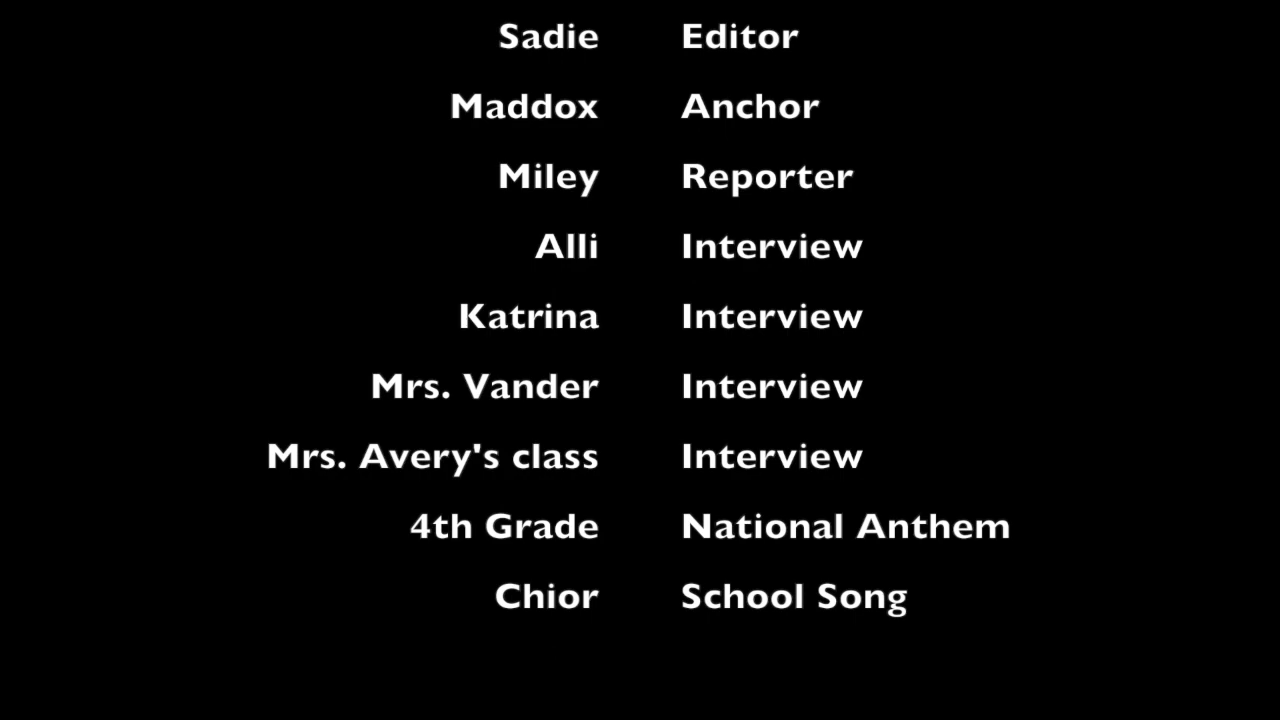 Sadie Editor
Maddox Anchor
Miley Reporter
Alli Interview
Katrina Interview
Mrs. Vander Interview
Mrs. Avery's class Interview
4th Grade National Anthem
Chior School Song